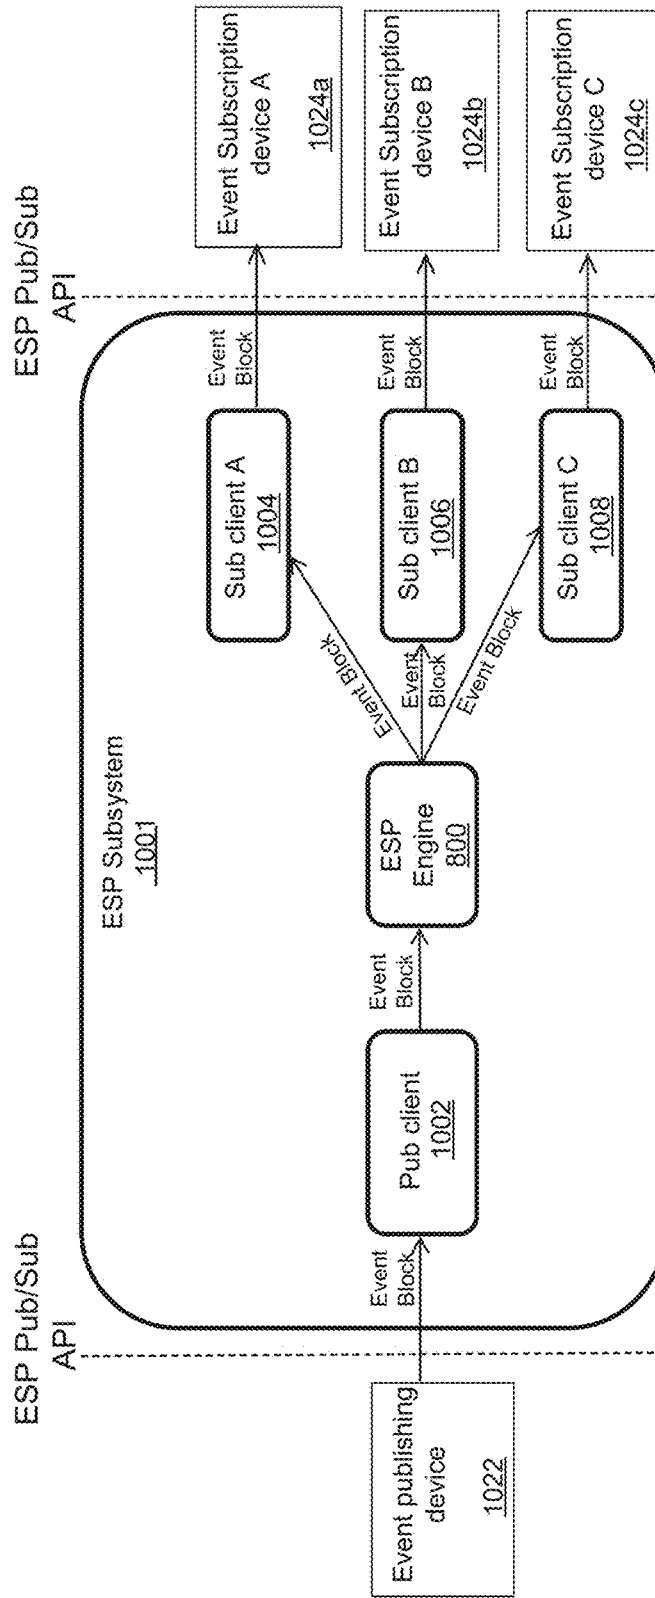 ESP Pub/Sub
API
ESP Pub/Sub
API
ESP Subsystem
1001
Event publishing
device
1022
Event
Block
Pub client
1002
Event
Block
ESP
Engine
800
Event Block
Event
Block
Event Block
Sub client A
1004
Sub client B
1006
Sub client C
1008
Event
Block
Event
Block
Event
Block
Event Subscription
device A
1024a
Event Subscription
device B
1024b
Event Subscription
device C
1024c